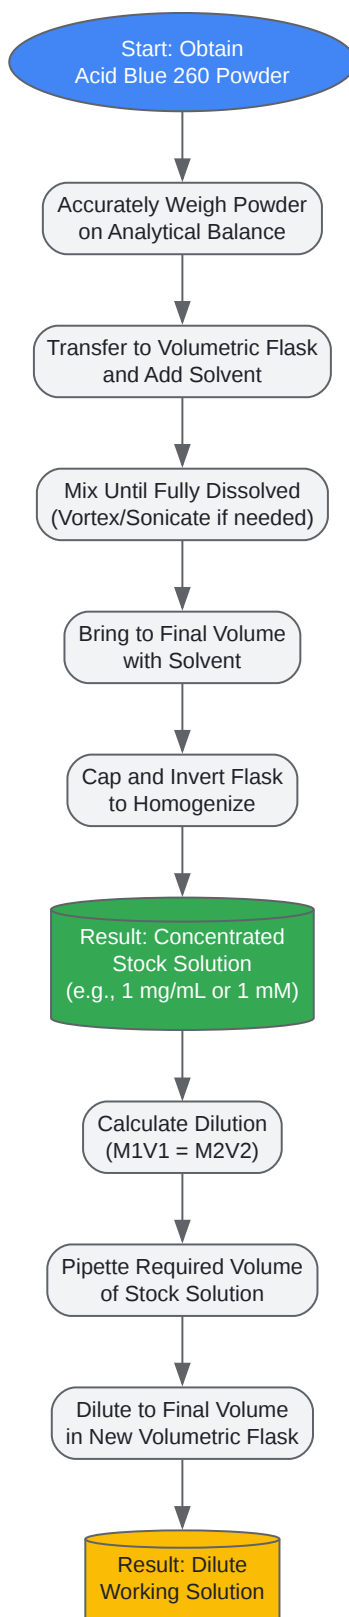 Start: Obtain
Acid Blue 260 Powder
Accurately Weigh Powder
on Analytical Balance
Transfer to Volumetric Flask
and Add Solvent
Mix Until Fully Dissolved
(Vortex/Sonicate if needed)
Bring to Final Volume
with Solvent
Cap and Invert Flask
to Homogenize
Result: Concentrated
Stock Solution
(e.g., 1 mg/mL or 1 mM)
Calculate Dilution
(M1V1 = M2V2)
Pipette Required Volume
of Stock Solution
Dilute to Final Volume
in New Volumetric Flask
Result: Dilute
Working Solution